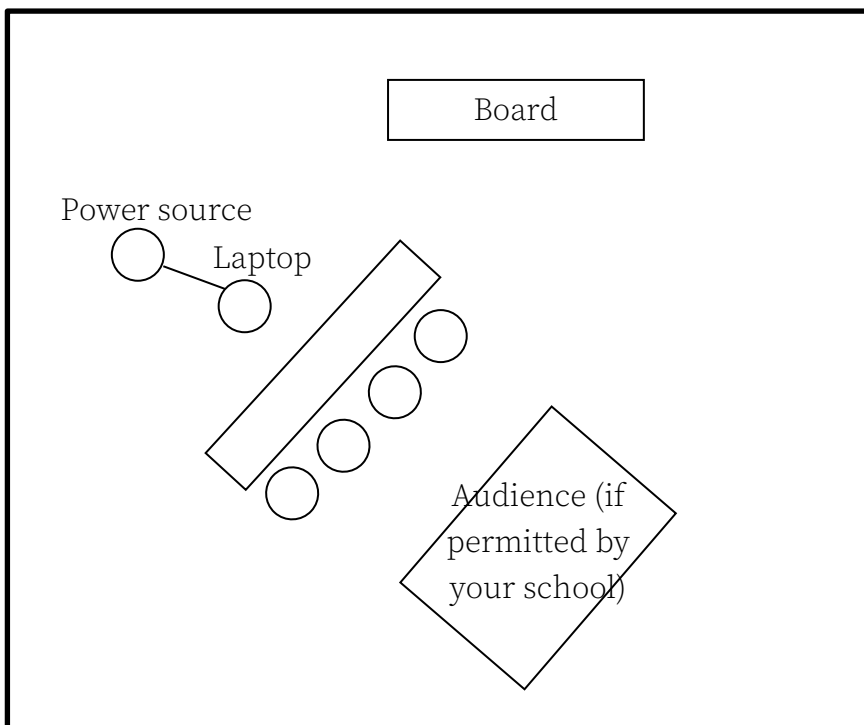 Board
Power source
Laptop
Audience (if
permitted by
your school)